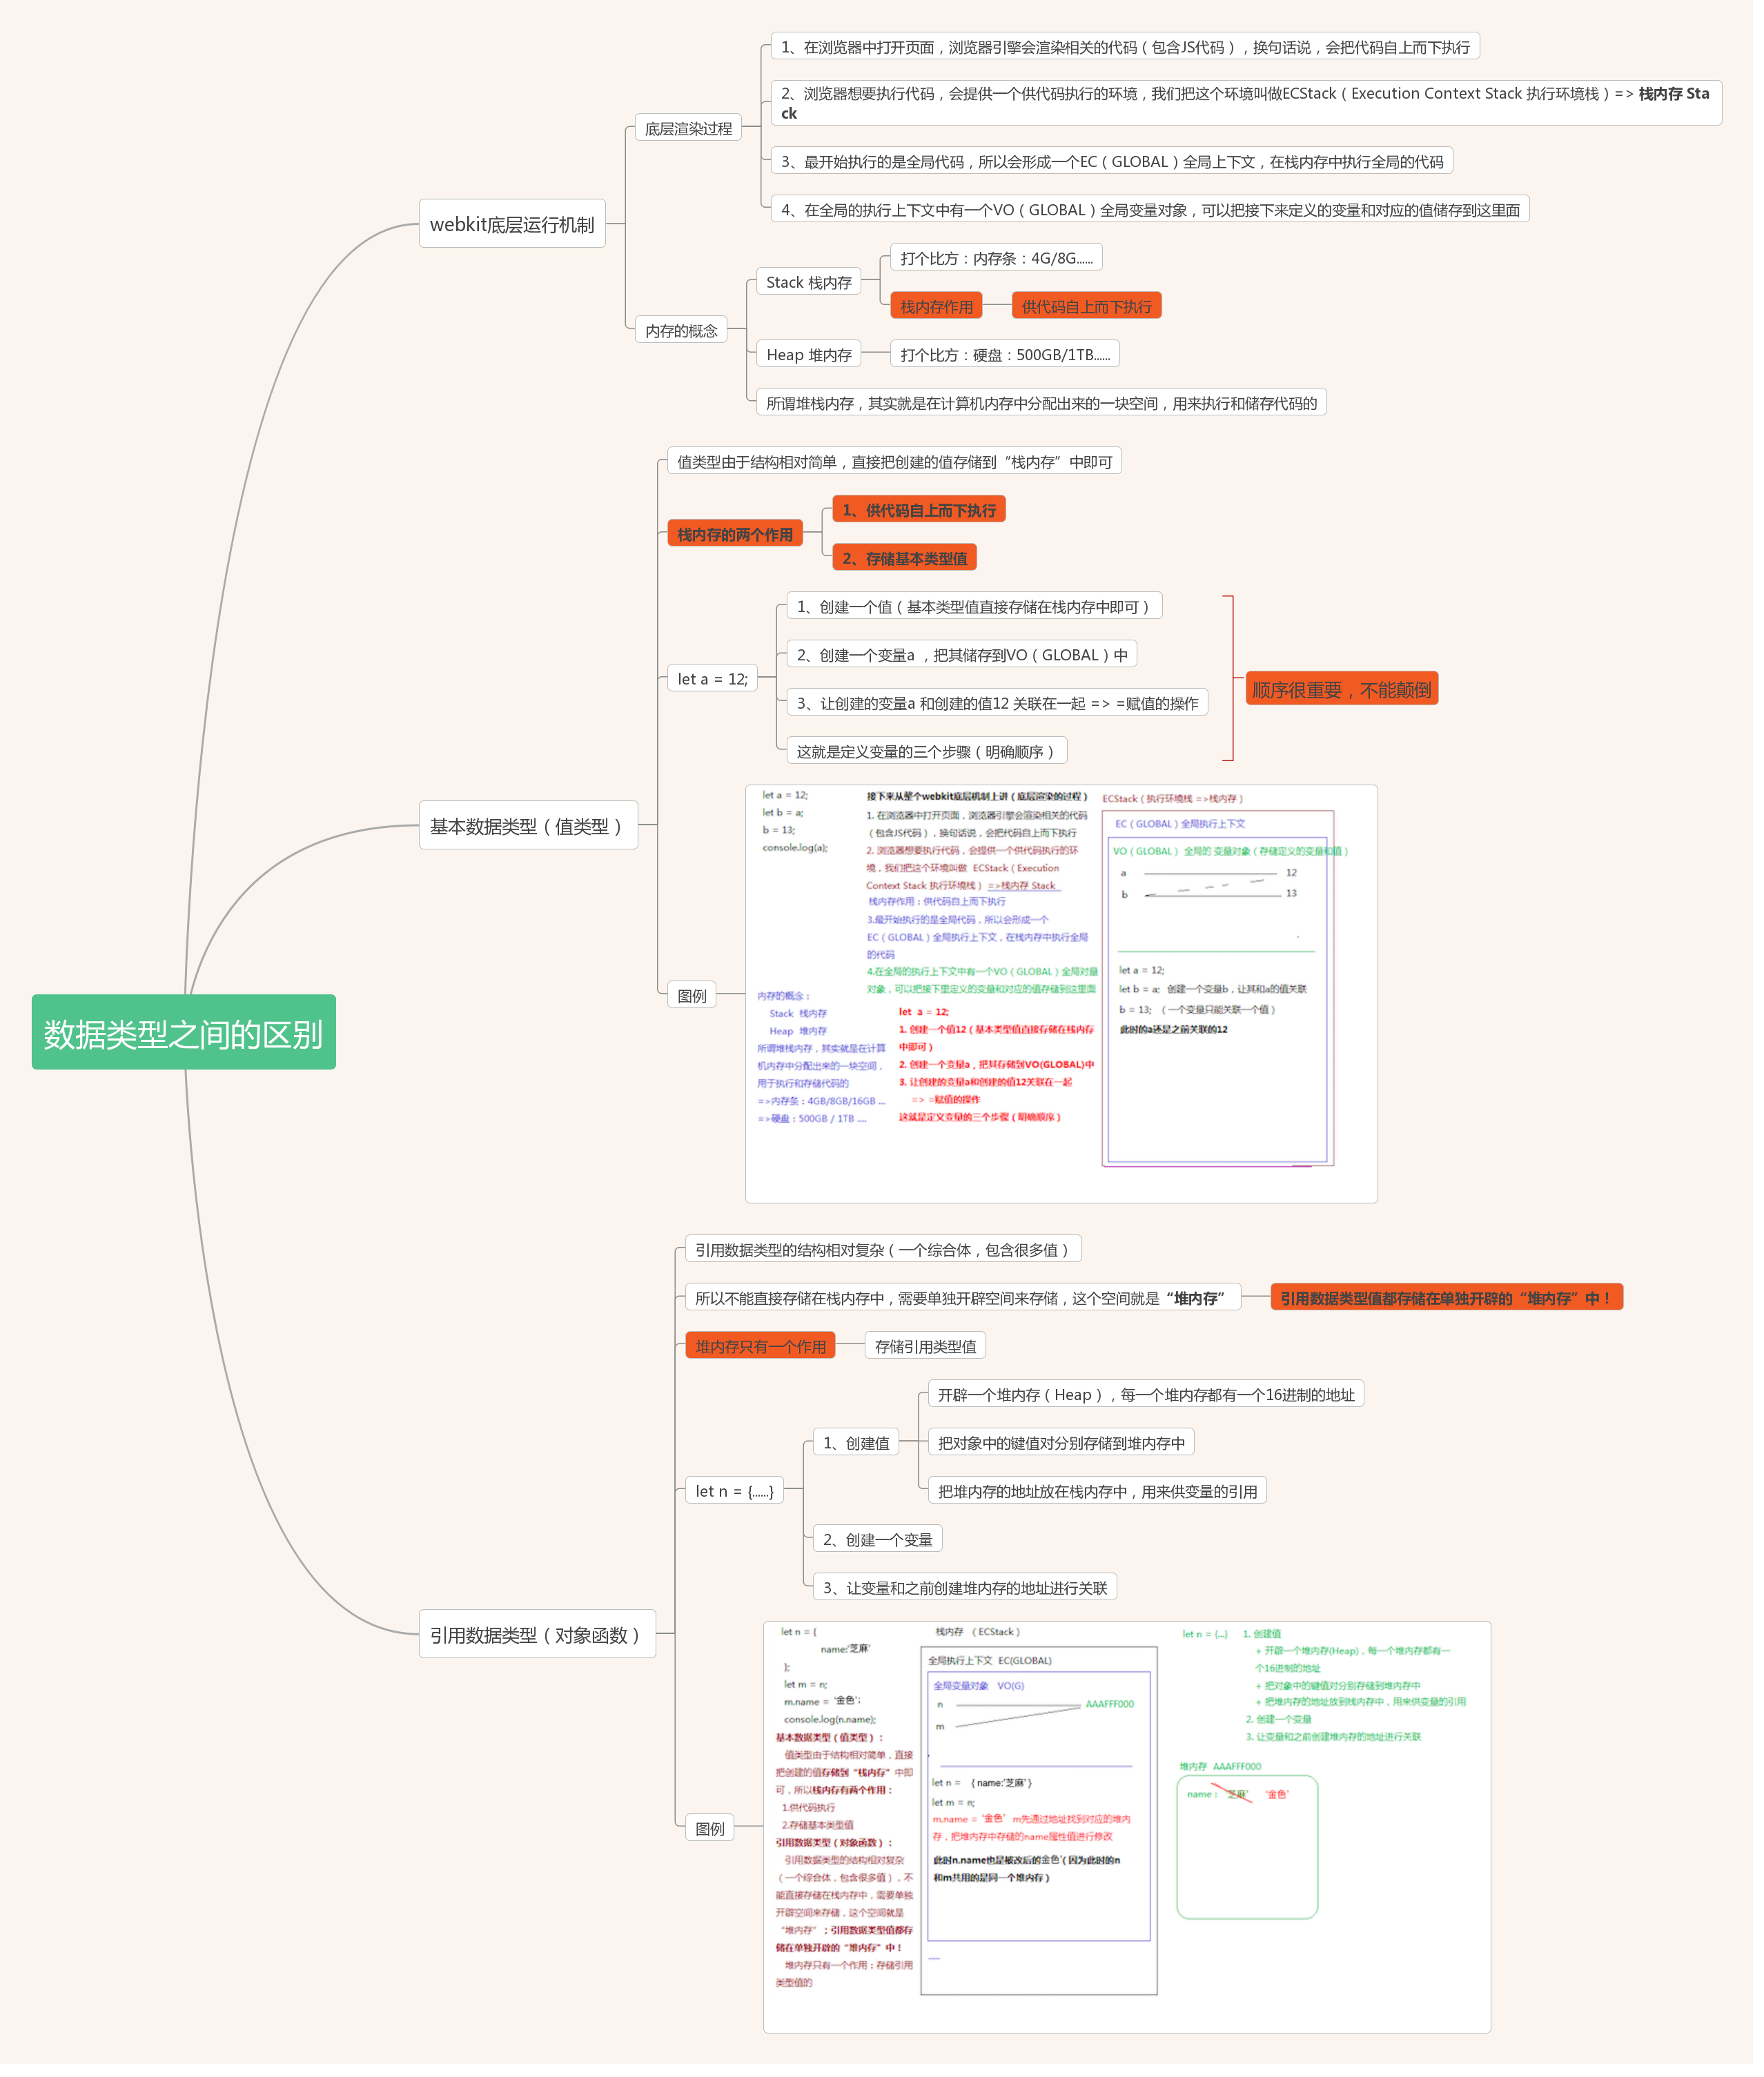 数据类型之间的区别
webkit底层运行机制
底层渲染过程
1、在浏览器中打开页面，浏览器引擎会渲染相关的代码（包含JS代码），换句话说，会把代码自上而下执行
2、浏览器想要执行代码，会提供一个供代码执行的环境，我们把这个环境叫做ECStack（Execution Context Stack 执行环境栈）=> 栈内存 Sta
ck
3、最开始执行的是全局代码，所以会形成一个EC（GLOBAL）全局上下文，在栈内存中执行全局的代码
4、在全局的执行上下文中有一个VO（GLOBAL）全局变量对象，可以把接下来定义的变量和对应的值储存到这里面
内存的概念
Stack 栈内存
打个比方：内存条：4G/8G......
栈内存作用
供代码自上而下执行
Heap 堆内存
打个比方：硬盘：500GB/1TB......
所谓堆栈内存，其实就是在计算机内存中分配出来的一块空间，用来执行和储存代码的
基本数据类型（值类型）
值类型由于结构相对简单，直接把创建的值存储到“栈内存”中即可
栈内存的两个作用
1、供代码自上而下执行
2、存储基本类型值
let a = 12;
1、创建一个值（基本类型值直接存储在栈内存中即可）
2、创建一个变量a ，把其储存到VO（GLOBAL）中
3、让创建的变量a 和创建的值12 关联在一起 => =赋值的操作
这就是定义变量的三个步骤（明确顺序）
顺序很重要，不能颠倒
图例
let a = 12;
let b = a;
b = 13;
console.log(a);
接下来从整个webkit底层机制上讲（底层渲染的过程）
1. 在浏览器中打开页面，浏览器引擎会渲染相关的代码
（包含JS代码），换句话说，会把代码自上而下执行
2. 浏览器想要执行代码，会提供一个供代码执行的环
境，我们把这个环境叫做 ECStack（Execution
Context Stack 执行环境栈）=>栈内存 Stack
栈内存作用：供代码自上而下执行
3.最开始执行的是全局代码，所以会形成一个
EC（GLOBAL）全局执行上下文，在栈内存中执行全局
的代码
4.在全局的执行上下文中有一个VO（GLOBAL）全局对量
对象，可以把接下里定义的变量和对应的值存储到这里面
内存的概念：
Stack 栈内存
Heap 堆内存
所谓堆栈内存，其实就是在计算
机内存中分配出来的一块空间，
用于执行和存储代码的
=>内存条：4GB/8GB/16GB ...
=>硬盘：500GB / 1TB ....
let a = 12;
1. 创建一个值12（基本类型值直接存储在栈内存
中即可）
2. 创建一个变量a，把其存储到VO(GLOBAL)中
3. 让创建的变量a和创建的值12关联在一起
=> =赋值的操作
这就是定义变量的三个步骤（明确顺序）
ECStack（执行环境栈 =>栈内存）
EC（GLOBAL）全局执行上下文
VO（GLOBAL） 全局的 变量对象（存储定义的变量和值）
a 12
b 13
let a = 12;
let b = a; 创建一个变量b，让其和a的值关联
b = 13; （一个变量只能关联一个值）
此时的a还是之前关联的12
引用数据类型（对象函数）
引用数据类型的结构相对复杂（一个综合体，包含很多值）
所以不能直接存储在栈内存中，需要单独开辟空间来存储，这个空间就是“堆内存”
引用数据类型值都存储在单独开辟的“堆内存”中！
堆内存只有一个作用
存储引用类型值
let n = {......}
1、创建值
开辟一个堆内存（Heap），每一个堆内存都有一个16进制的地址
把对象中的键值对分别存储到堆内存中
把堆内存的地址放在栈内存中，用来供变量的引用
2、创建一个变量
3、让变量和之前创建堆内存的地址进行关联
图例
let n = {
name:'芝麻'
};
let m = n;
m.name = '金色';
console.log(n.name);
基本数据类型（值类型）：
值类型由于结构相对简单，直接
把创建的值存储到“栈内存”中即
可，所以栈内存有两个作用：
1.供代码执行
2.存储基本类型值
引用数据类型（对象函数）：
引用数据类型的结构相对复杂
（一个综合体，包含很多值），不
能直接存储在栈内存中，需要单独
开辟空间来存储，这个空间就是
“堆内存”；引用数据类型值都存
储在单独开辟的“堆内存”中！
堆内存只有一个作用：存储引用
类型值的
栈内存 （ECStack）
全局执行上下文 EC(GLOBAL)
全局变量对象 VO(G)
n AAAFFF000
m
let n = { name:'芝麻' }
let m = n;
m.name = '金色' m先通过地址找到对应的堆内
存，把堆内存中存储的name属性值进行修改
此时n.name也是被改后的金色'（因为此时的n
和m共用的是同一个堆内存）
.....
let n = {...} 1. 创建值
+ 开辟一个堆内存(Heap)，每一个堆内存都有一
个16进制的地址
+ 把对象中的键值对分别存储到堆内存中
+ 把堆内存的地址放到栈内存中，用来供变量的引用
2. 创建一个变量
3. 让变量和之前创建堆内存的地址进行关联
堆内存 AAAFFF000
name： '芝麻' '金色'